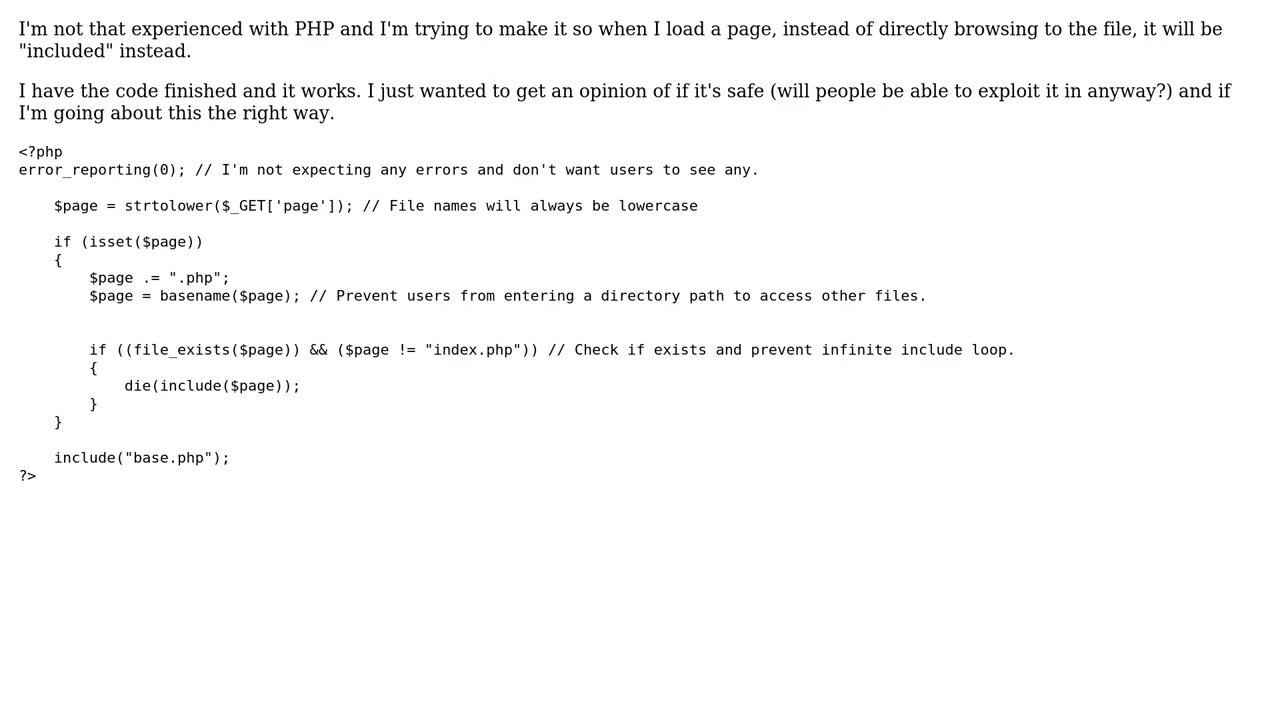 I'm not that experienced with PHP and I'm trying to make it so when I load a page, instead of directly browsing to the file, it will be
"included" instead.
I have the code finished and it works. I just wanted to get an opinion of if it's safe (will people be able to exploit it in anyway?) and if
I'm going about this the right way.
<?php
error_reporting(0); // I'm not expecting any errors and don't want users to see any.
    $page = strtolower($_GET['page']); // File names will always be lowercase
    if (isset($page))
    {
        $page .= ".php";
        $page = basename($page); // Prevent users from entering a directory path to access other files.
        if ((file_exists($page)) && ($page != "index.php")) // Check if exists and prevent infinite include loop.
        {
            die(include($page));
        }
    }
    include("base.php");
?>